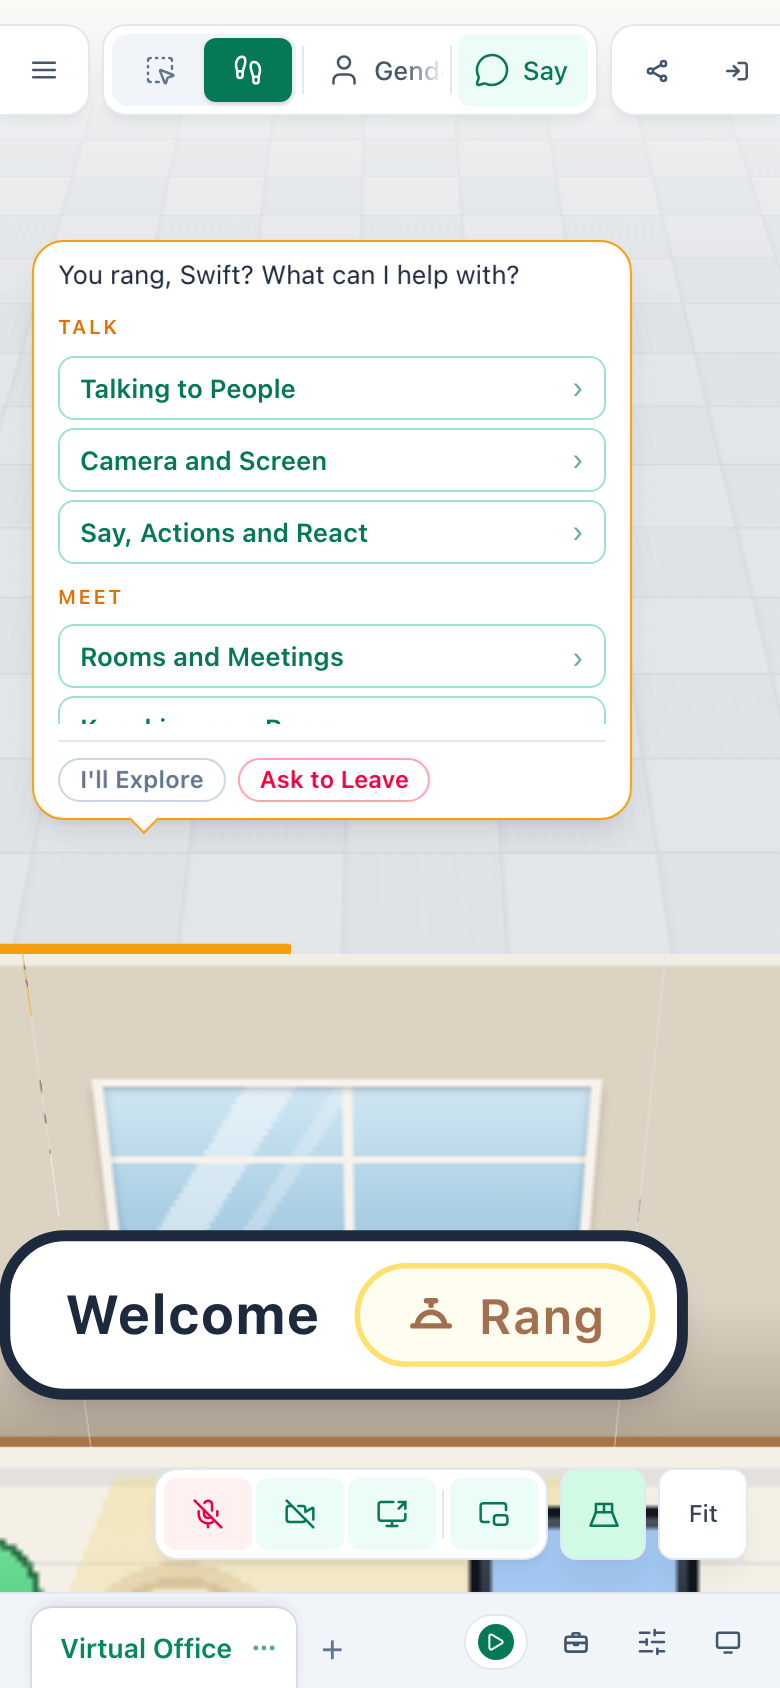 Gend
Say
You rang, Swift? What can I help with?
TALK
Talking to People
Camera and Screen
Say, Actions and React
MEET
Rooms and Meetings
I'll Explore
Ask to Leave
Welcome
Rang
Fit
Virtual Office